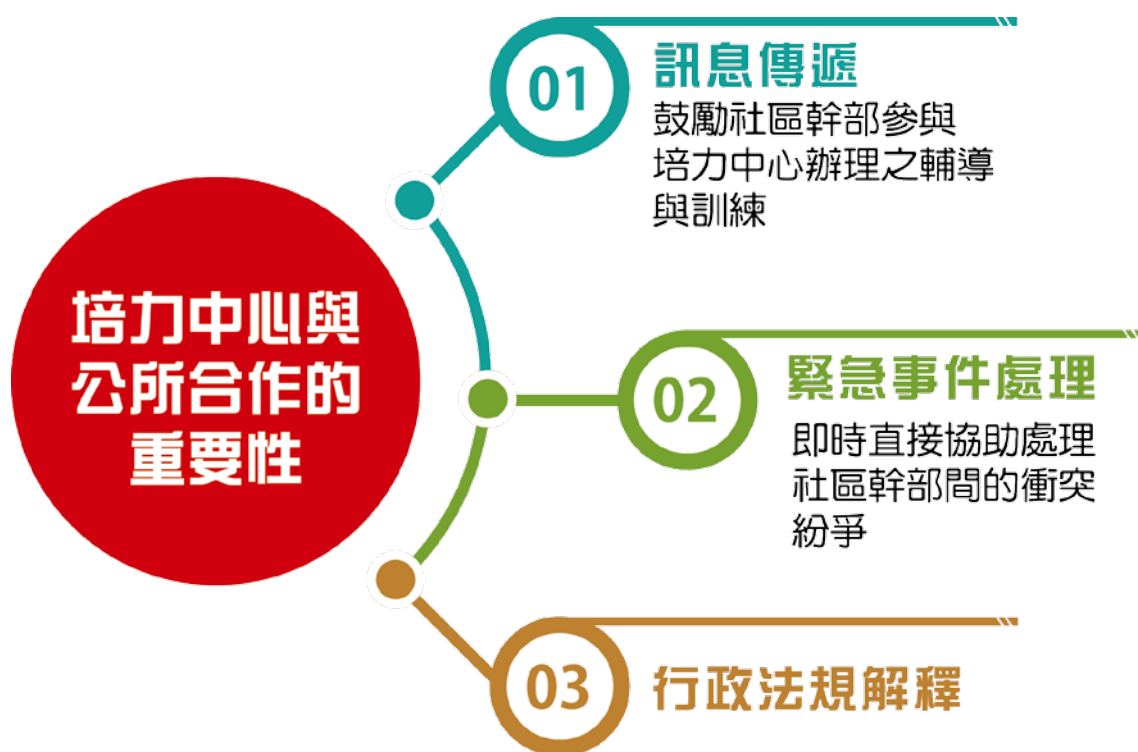 培力中心與
公所合作的
重要性
01
訊息傳遞
鼓勵社區幹部參與
培力中心辦理之輔導
與訓練
02
緊急事件處理
即時直接協助處理
社區幹部間的衝突
紛爭
03
行政法規解釋